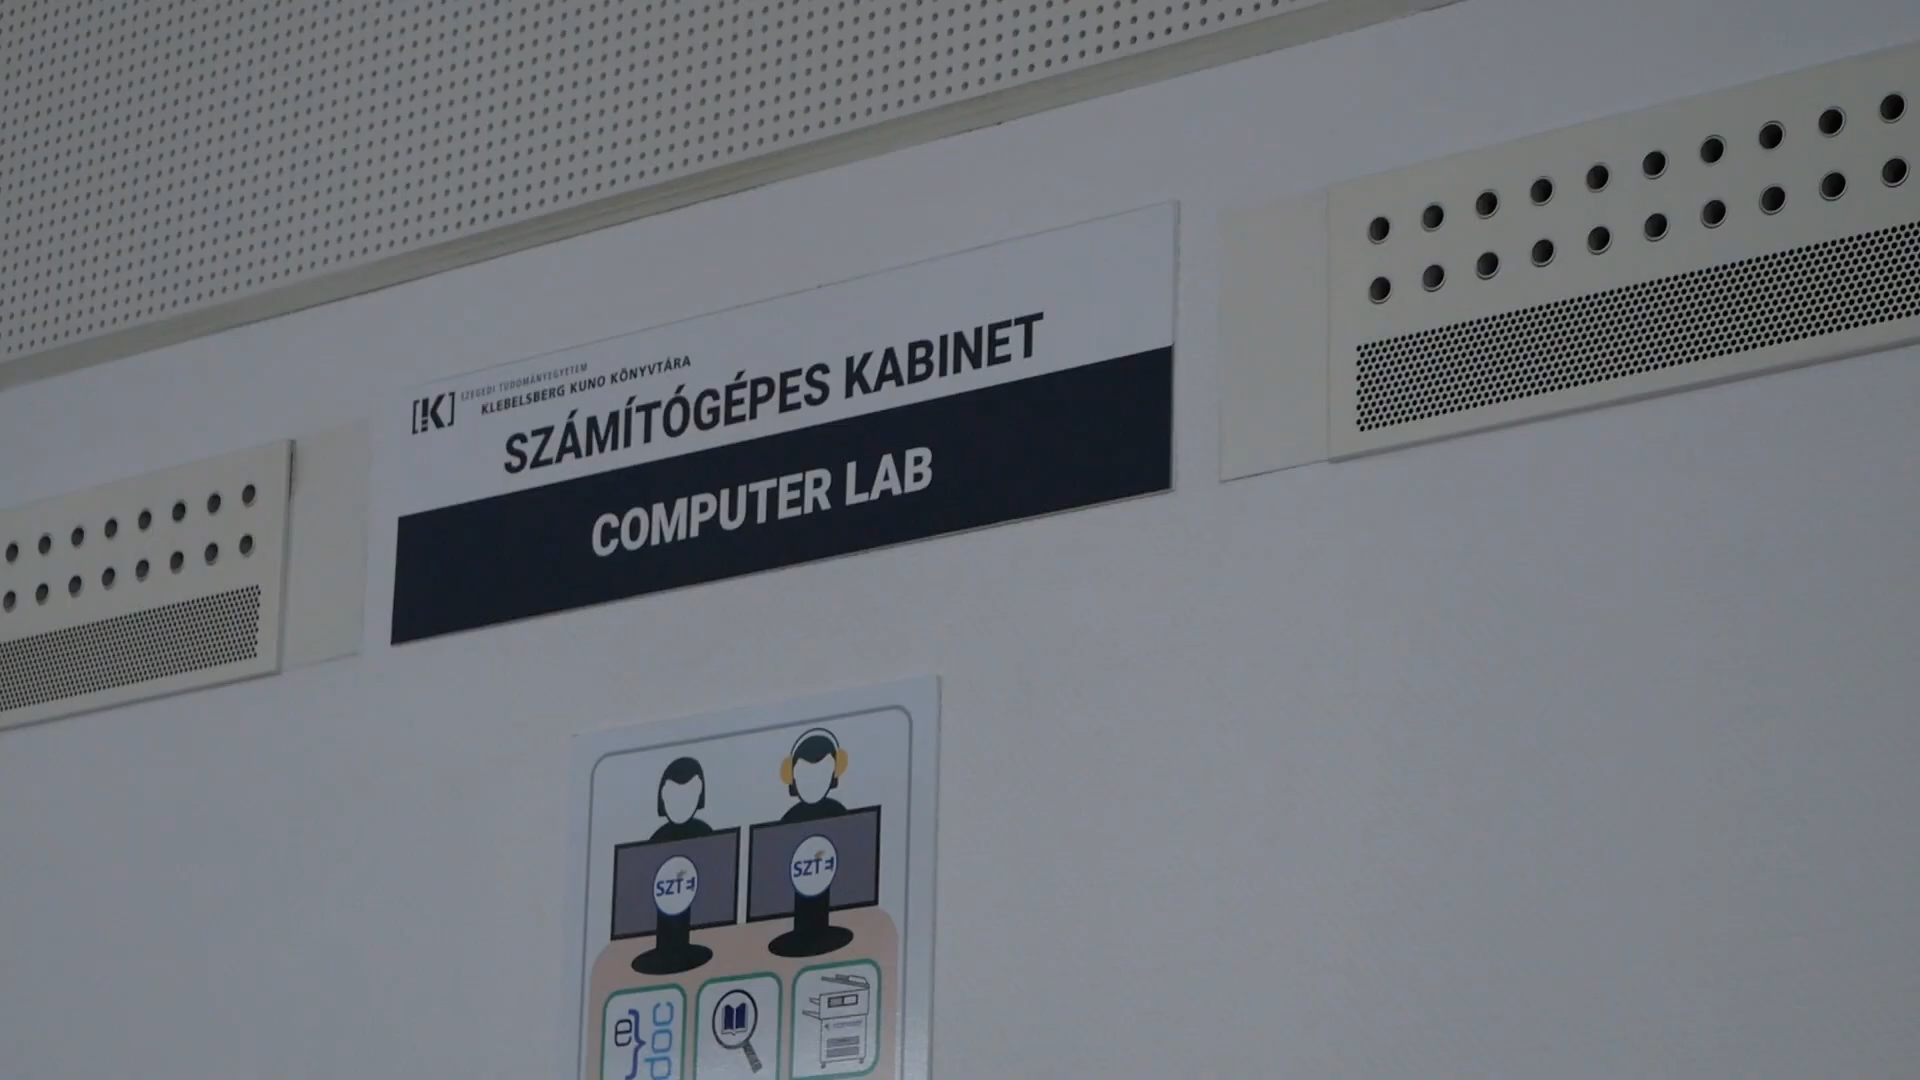 [K] SZEGEDI TUDOMÁNYEGYETEM
KLEBELSBERG KUNO KÖNYVTÁRA
SZÁMÍTÓGÉPES KABINET
COMPUTER LAB
SZTE SZTE
e}doc